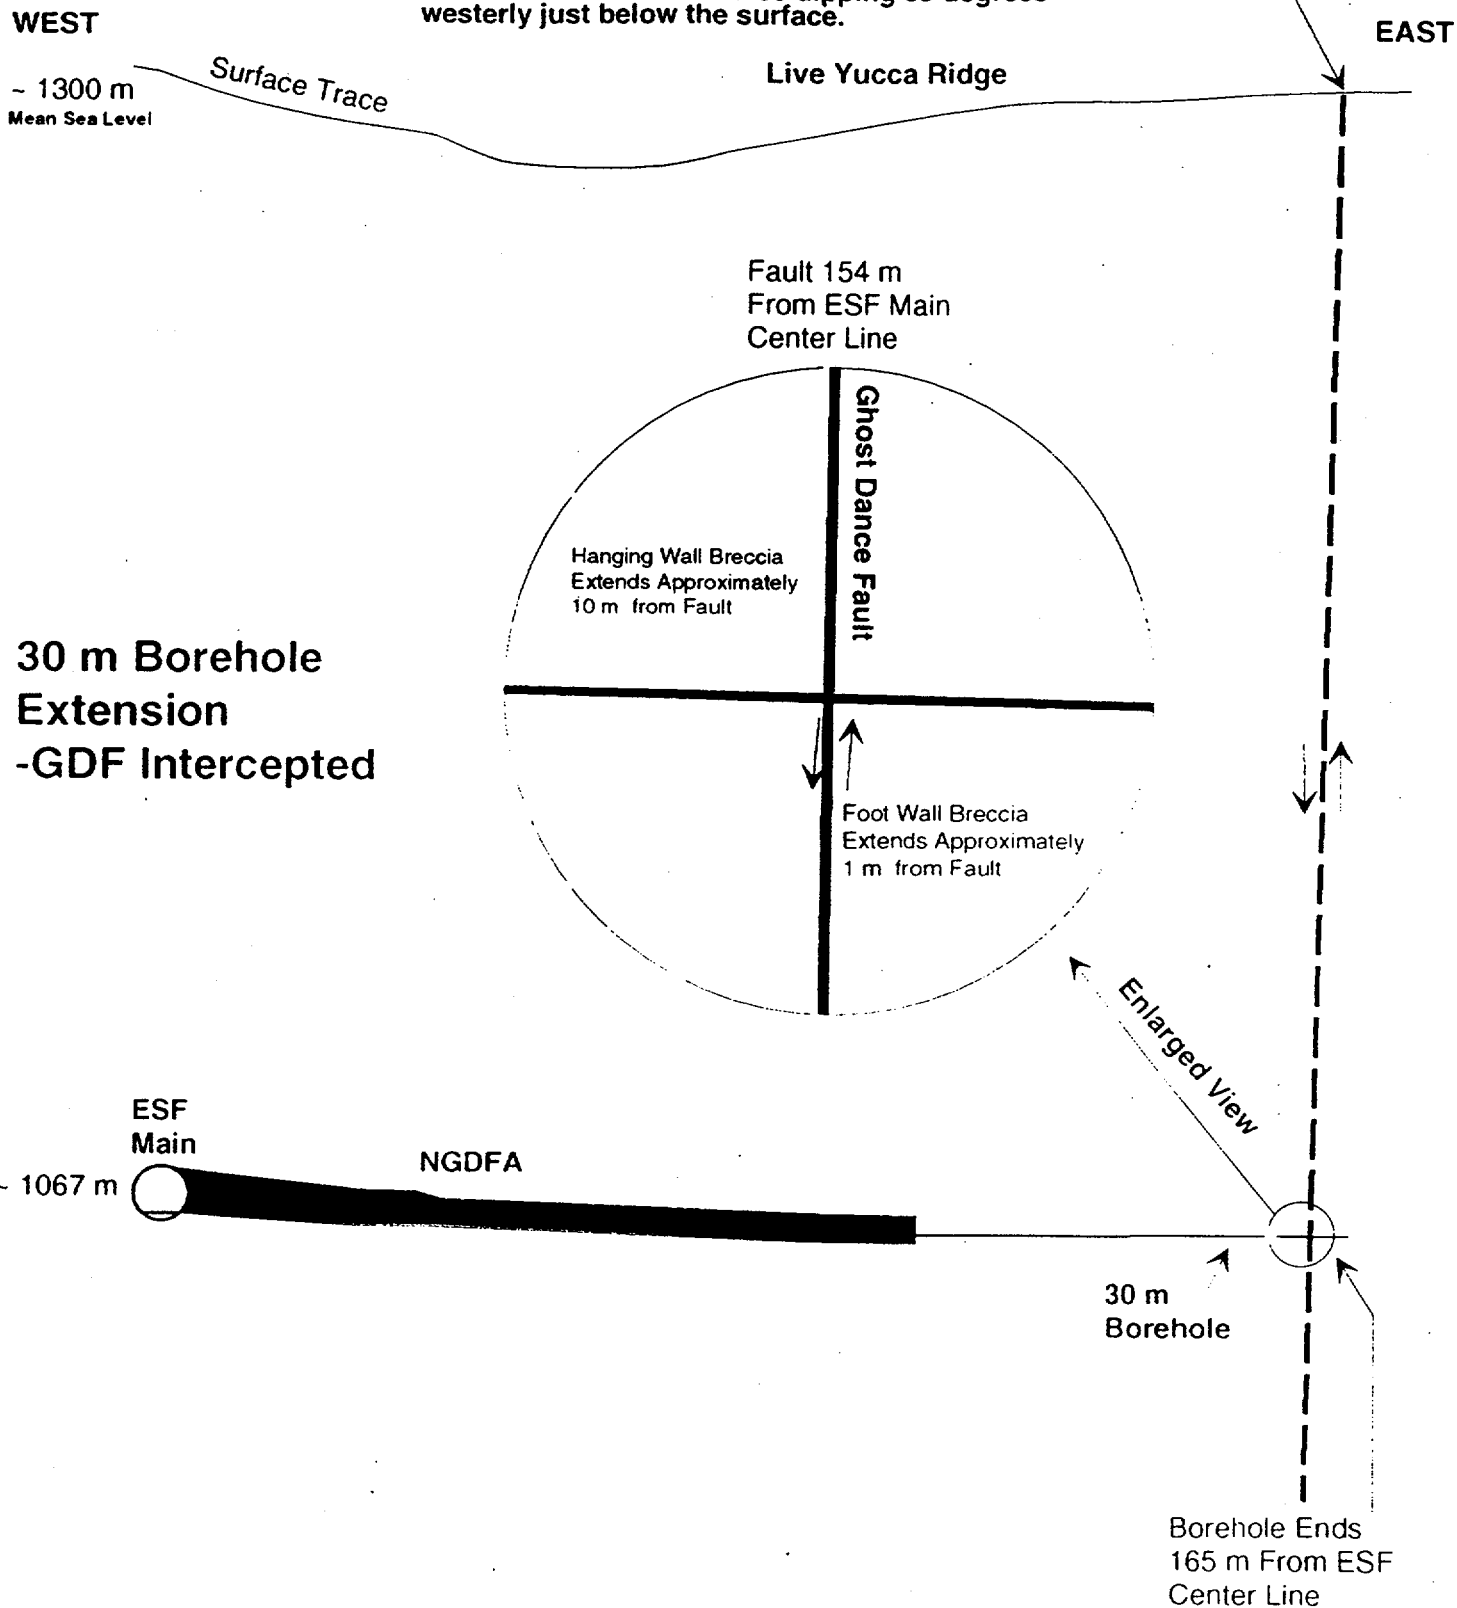 westerly just below the surface.
WEST
EAST
~ 1300 m
Mean Sea Level
Surface Trace
Live Yucca Ridge
Fault 154 m
From ESF Main
Center Line
Ghost Dance Fault
Hanging Wall Breccia
Extends Approximately
10 m from Fault
30 m Borehole
Extension
-GDF Intercepted
Foot Wall Breccia
Extends Approximately
1 m from Fault
Enlarged View
ESF
Main
NGDFA
~ 1067 m
30 m
Borehole
Borehole Ends
165 m From ESF
Center Line